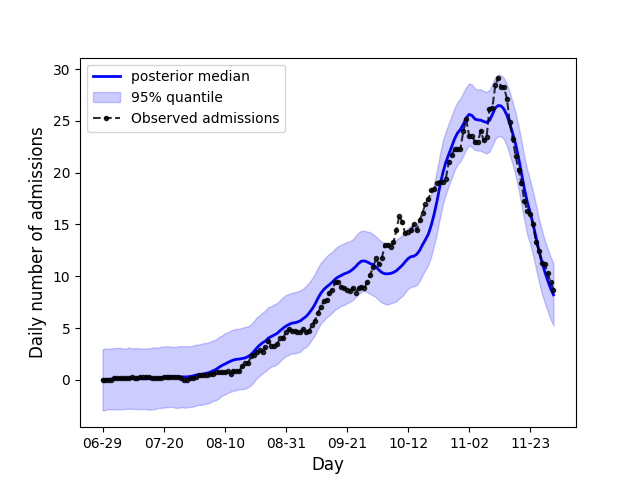 30
25
20
15
10
5
0
Daily number of admissions
posterior median
95% quantile
Observed admissions
06-29 07-20 08-10 08-31 09-21 10-12 11-02 11-23
Day